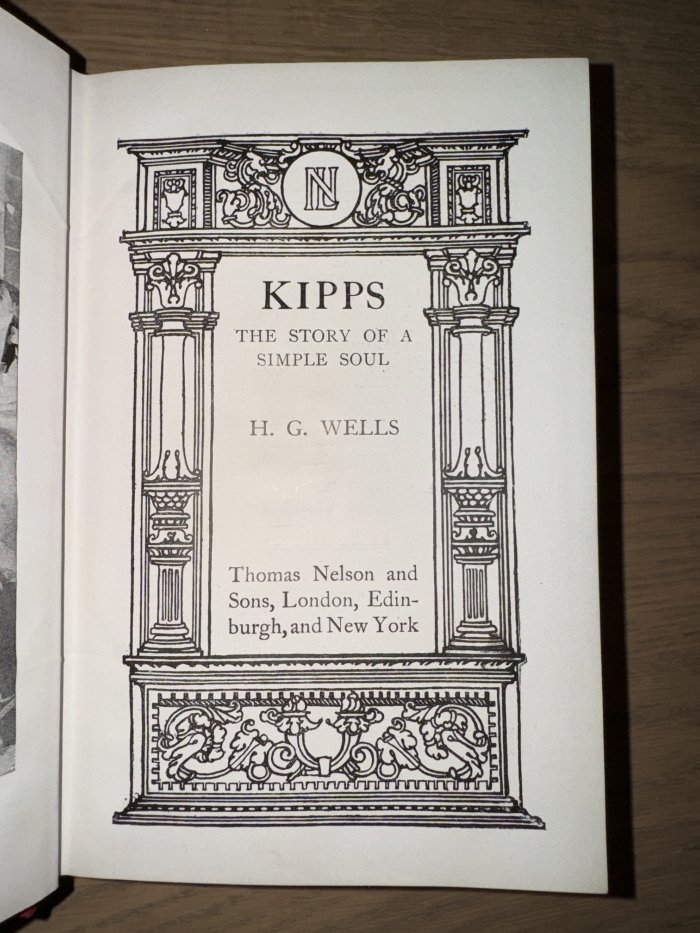 NL
KIPPS
THE STORY OF A
SIMPLE SOUL
H. G. WELLS
Thomas Nelson and
Sons, London, Edin-
burgh, and New York